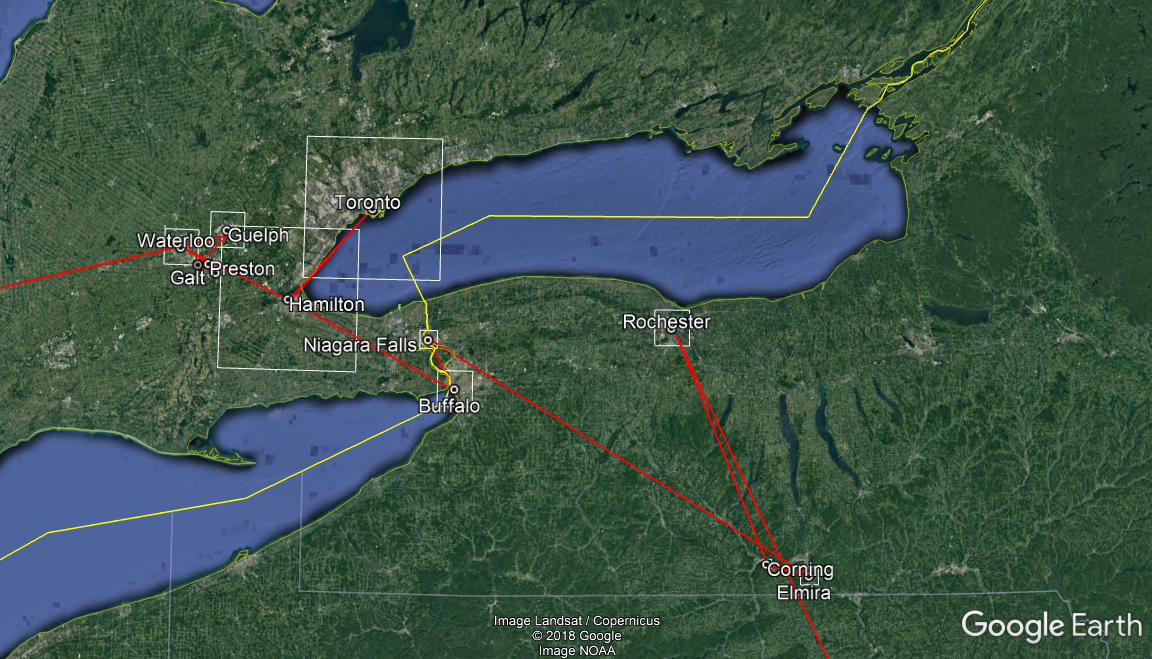 Toronto
Guelph
Waterloo
Preston
Galt
Hamilton
Rochester
Niagara Falls
Buffalo
Corning
Elmira
Image Landsat / Copernicus
© 2018 Google
Image NOAA
Google Earth